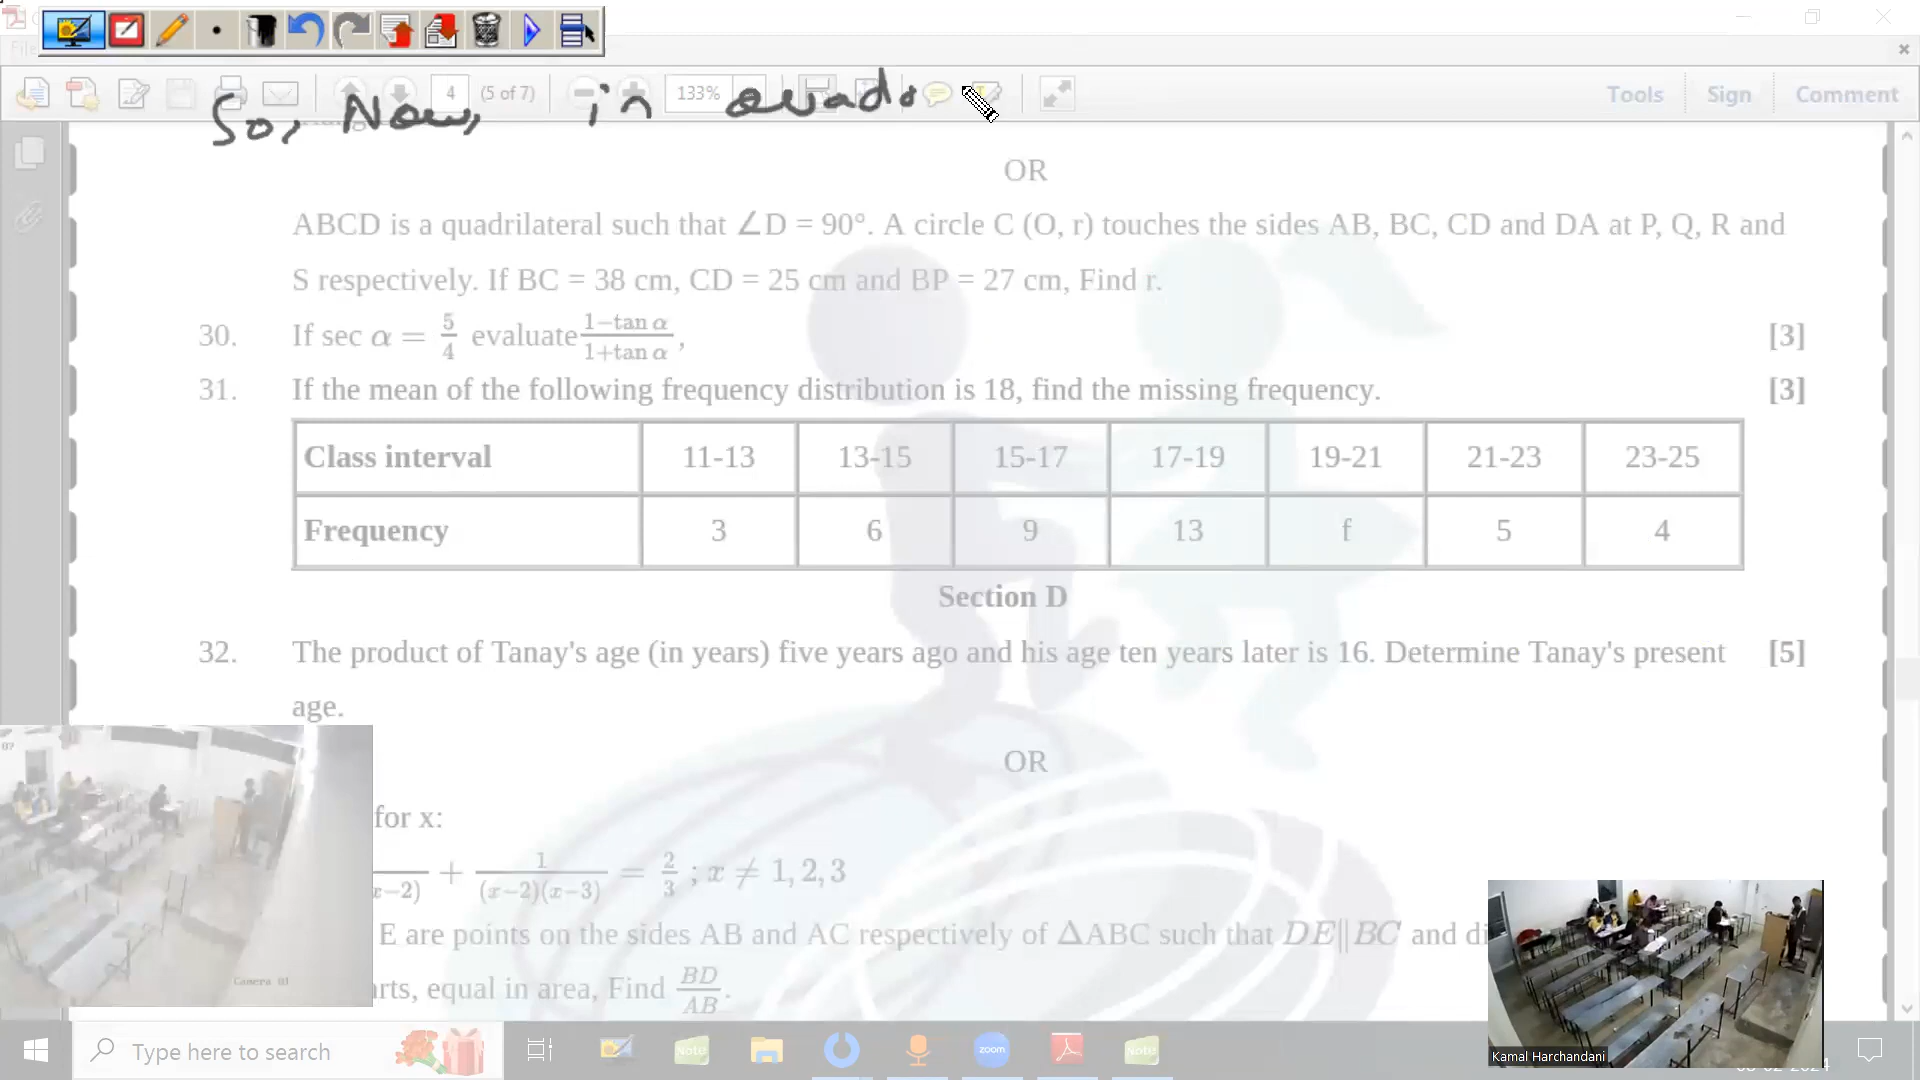 4 (5 of 7) 133% Tools Sign Comment
So, Now, in quad.
OR
ABCD is a quadrilateral such that ∠D = 90°. A circle C (O, r) touches the sides AB, BC, CD and DA at P, Q, R and
S respectively. If BC = 38 cm, CD = 25 cm and BP = 27 cm, Find r.
30. If sec α = 5/4 evaluate (1−tan α)/(1+tan α), [3]
31. If the mean of the following frequency distribution is 18, find the missing frequency. [3]
Class interval 11-13 13-15 15-17 17-19 19-21 21-23 23-25
Frequency 3 6 9 13 f 5 4
Section D
32. The product of Tanay's age (in years) five years ago and his age ten years later is 16. Determine Tanay's present [5]
age.
OR
for x:
x−2) + 1/((x−2)(x−3)) = 2/3 ; x ≠ 1, 2, 3
E are points on the sides AB and AC respectively of ΔABC such that DE∥BC and di
rts, equal in area, Find BD/AB.
Camera 01
Kamal Harchandani
Type here to search
Note
zoom
Note